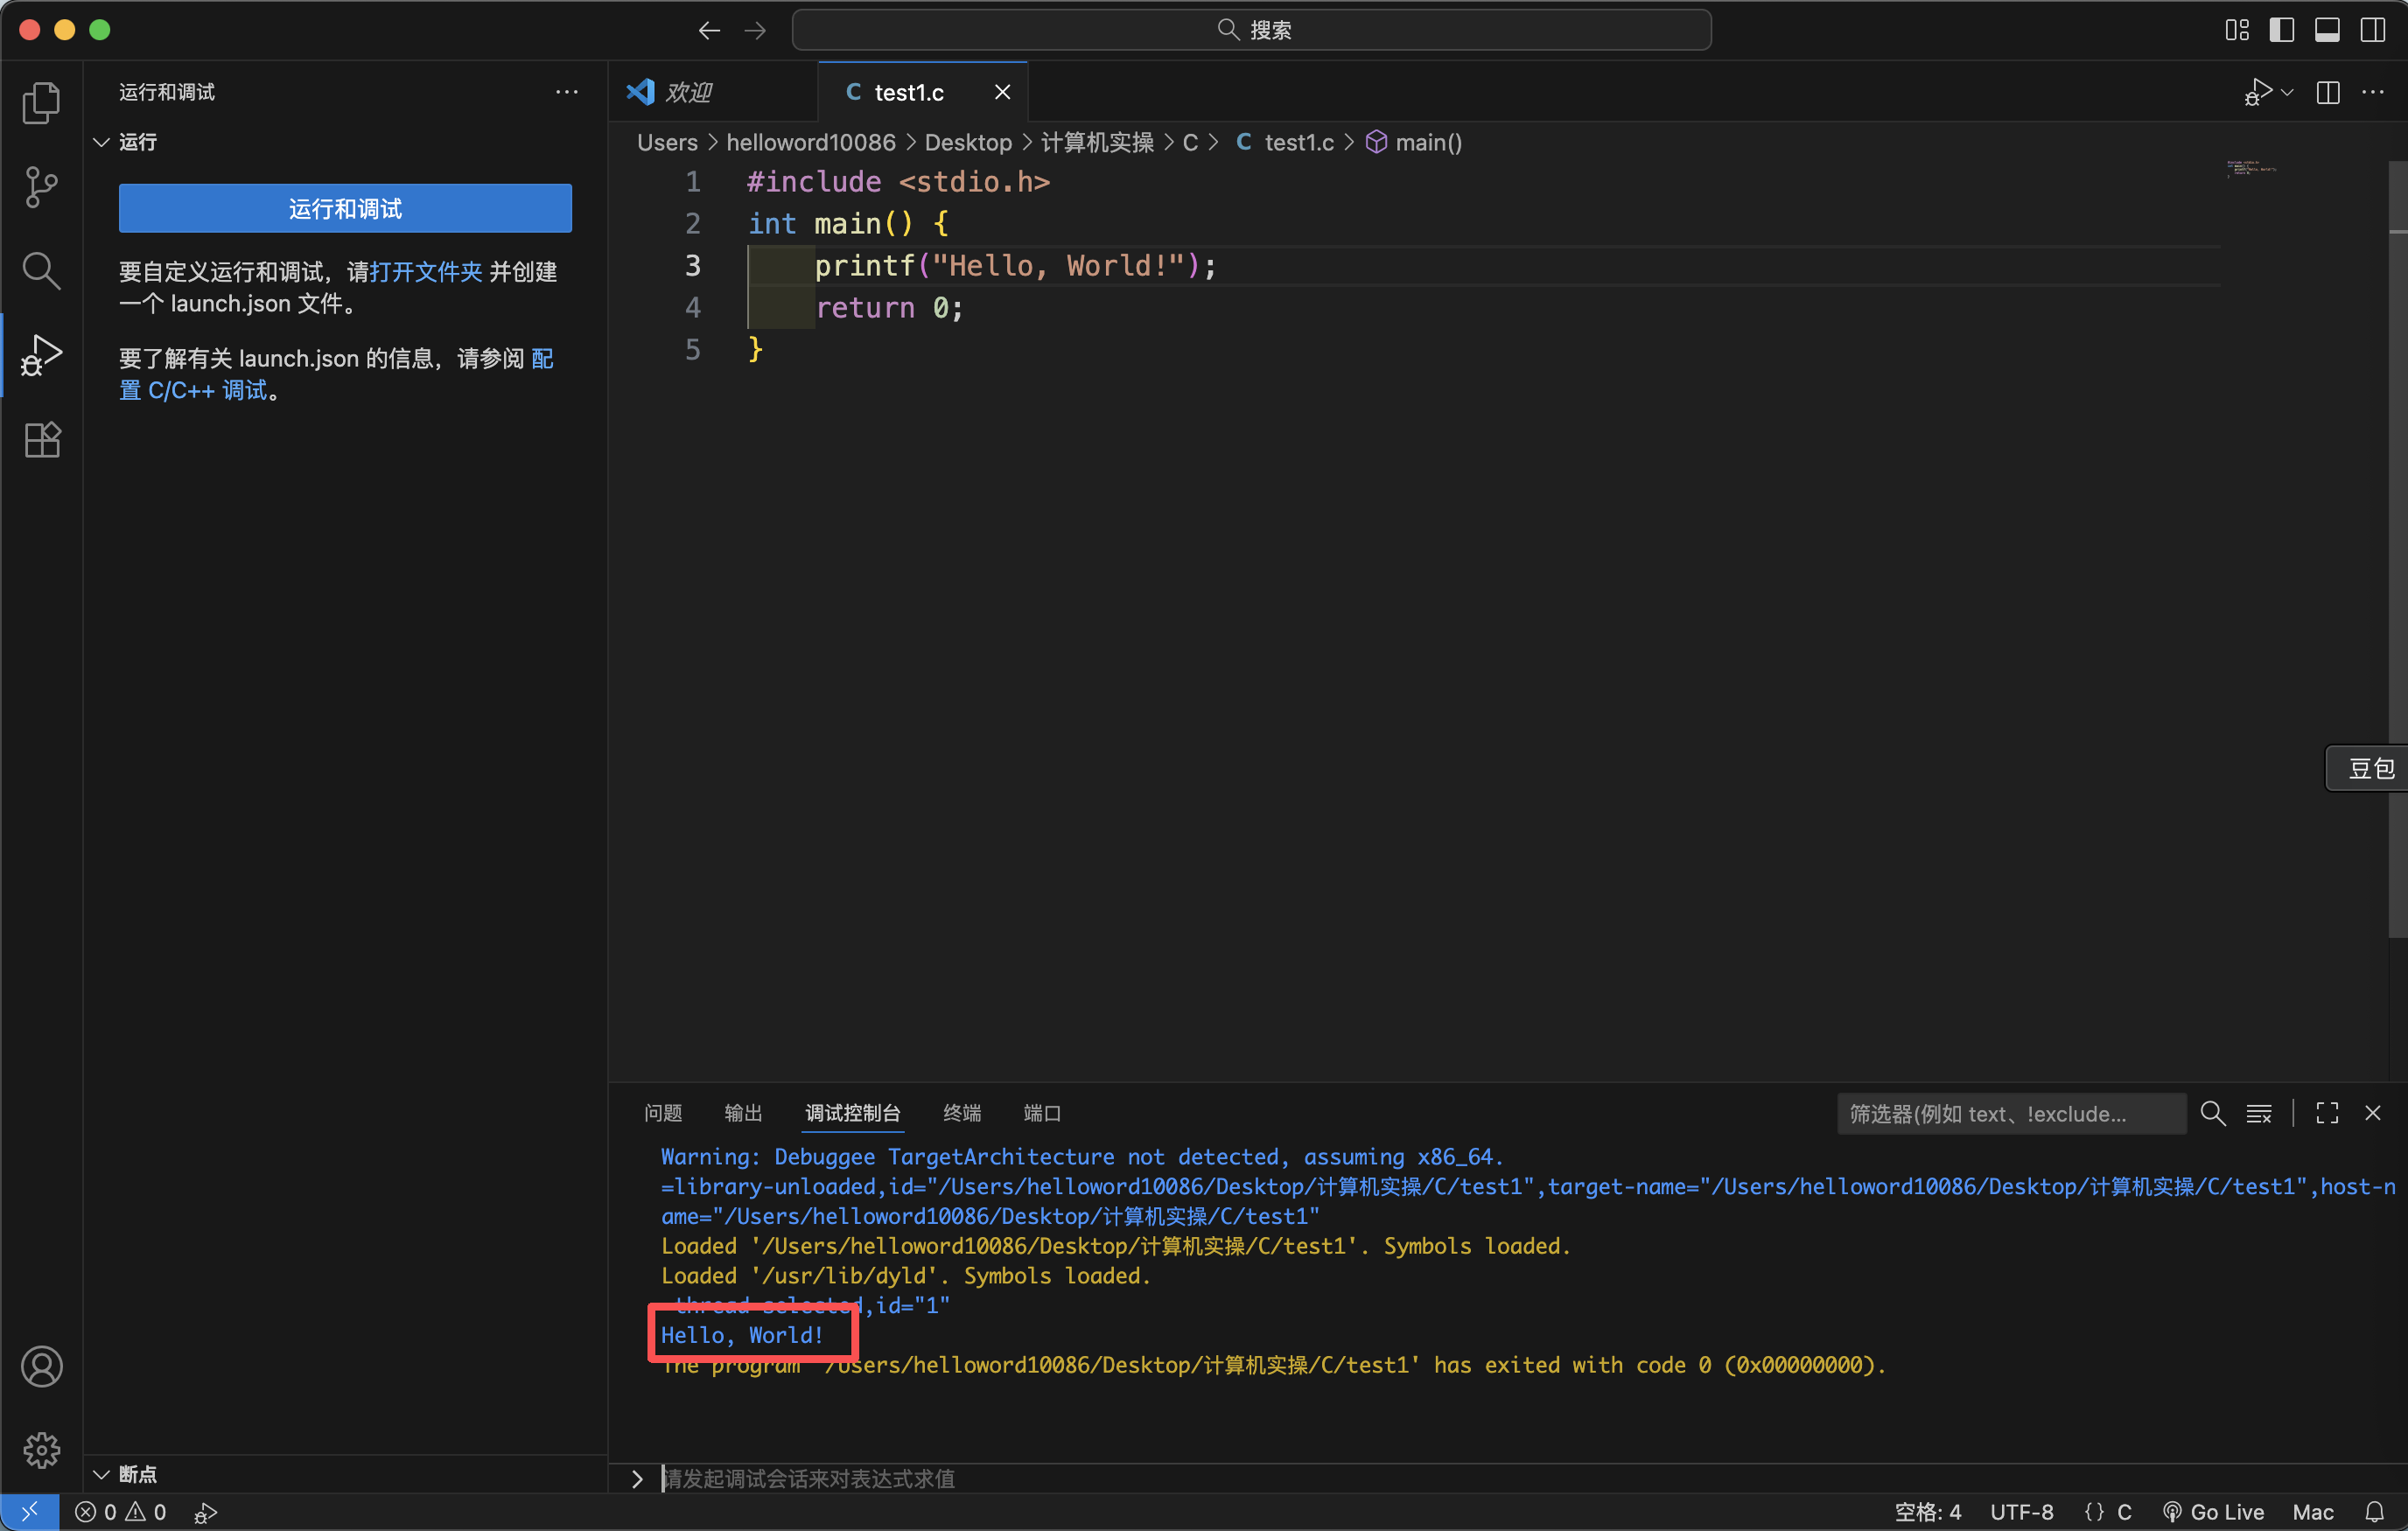 搜索
运行和调试
运行
运行和调试
要自定义运行和调试，请打开文件夹 并创建
一个 launch.json 文件。
要了解有关 launch.json 的信息，请参阅 配
置 C/C++ 调试。
断点
欢迎
C test1.c
Users > helloword10086 > Desktop > 计算机实操 > C > C test1.c > main()
1 #include <stdio.h>
2 int main() {
3 printf("Hello, World!");
4 return 0;
5 }
豆包
问题 输出 调试控制台 终端 端口
筛选器(例如 text、!exclude...
Warning: Debuggee TargetArchitecture not detected, assuming x86_64.
=library-unloaded,id="/Users/helloword10086/Desktop/计算机实操/C/test1",target-name="/Users/helloword10086/Desktop/计算机实操/C/test1",host-n
ame="/Users/helloword10086/Desktop/计算机实操/C/test1"
Loaded '/Users/helloword10086/Desktop/计算机实操/C/test1'. Symbols loaded.
Loaded '/usr/lib/dyld'. Symbols loaded.
=thread-selected,id="1"
Hello, World!
The program '/Users/helloword10086/Desktop/计算机实操/C/test1' has exited with code 0 (0x00000000).
请发起调试会话来对表达式求值
0 0
空格: 4 UTF-8 {} C Go Live Mac